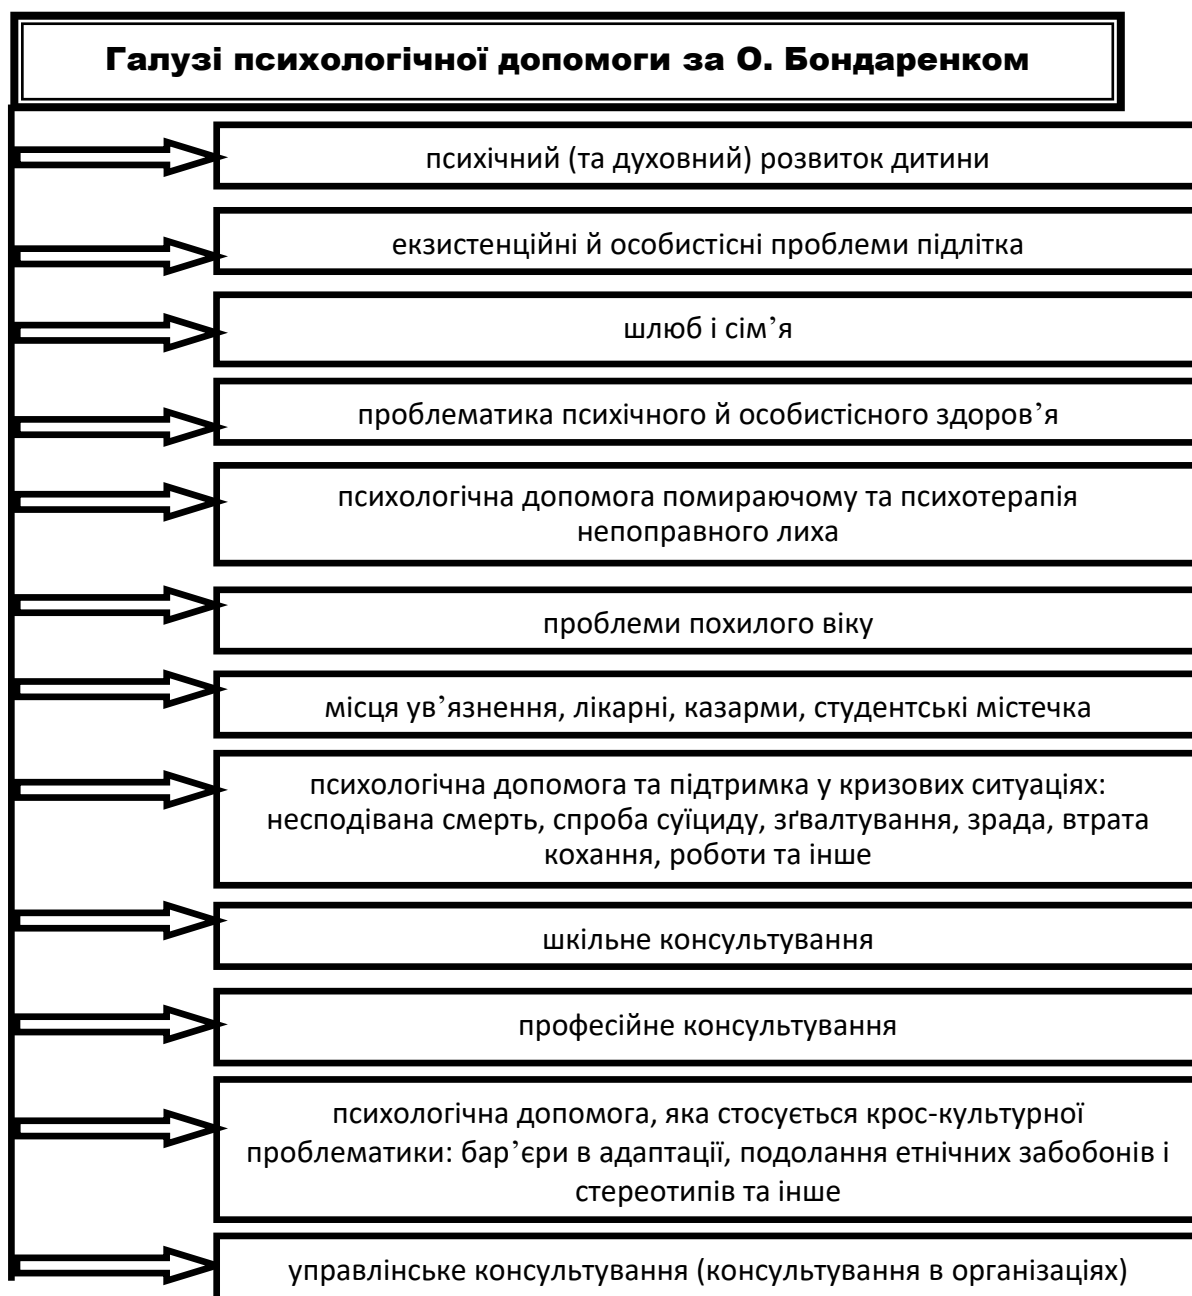 Галузі психологічної допомоги за О. Бондаренком
психічний (та духовний) розвиток дитини
екзистенційні й особистісні проблеми підлітка
шлюб і сім’я
проблематика психічного й особистісного здоров’я
психологічна допомога помираючому та психотерапія
непоправного лиха
проблеми похилого віку
місця ув’язнення, лікарні, казарми, студентські містечка
психологічна допомога та підтримка у кризових ситуаціях:
несподівана смерть, спроба суїциду, зґвалтування, зрада, втрата
кохання, роботи та інше
шкільне консультування
професійне консультування
психологічна допомога, яка стосується крос-культурної
проблематики: бар’єри в адаптації, подолання етнічних забобонів і
стереотипів та інше
управлінське консультування (консультування в організаціях)